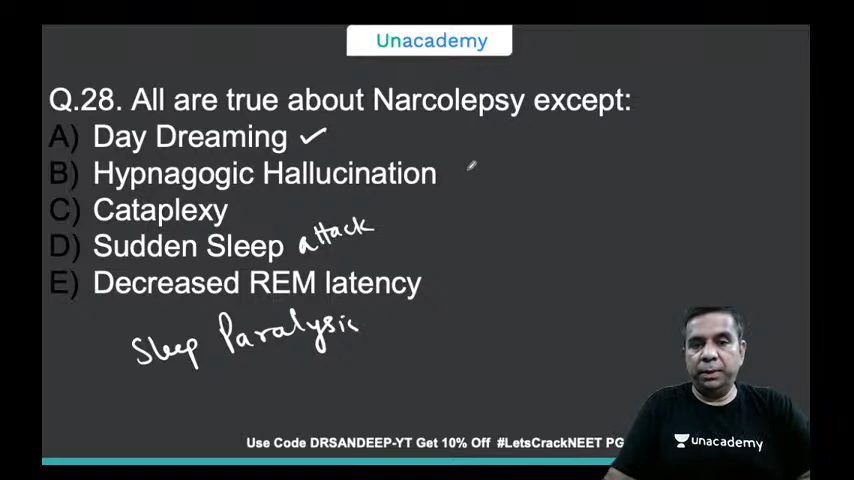 Unacademy
Q.28. All are true about Narcolepsy except:
A) Day Dreaming ✓
B) Hypnagogic Hallucination
C) Cataplexy
D) Sudden Sleep attack
E) Decreased REM latency
Sleep Paralysis
unacademy
Use Code DRSANDEEP-YT Get 10% Off #LetsCrackNEET PG